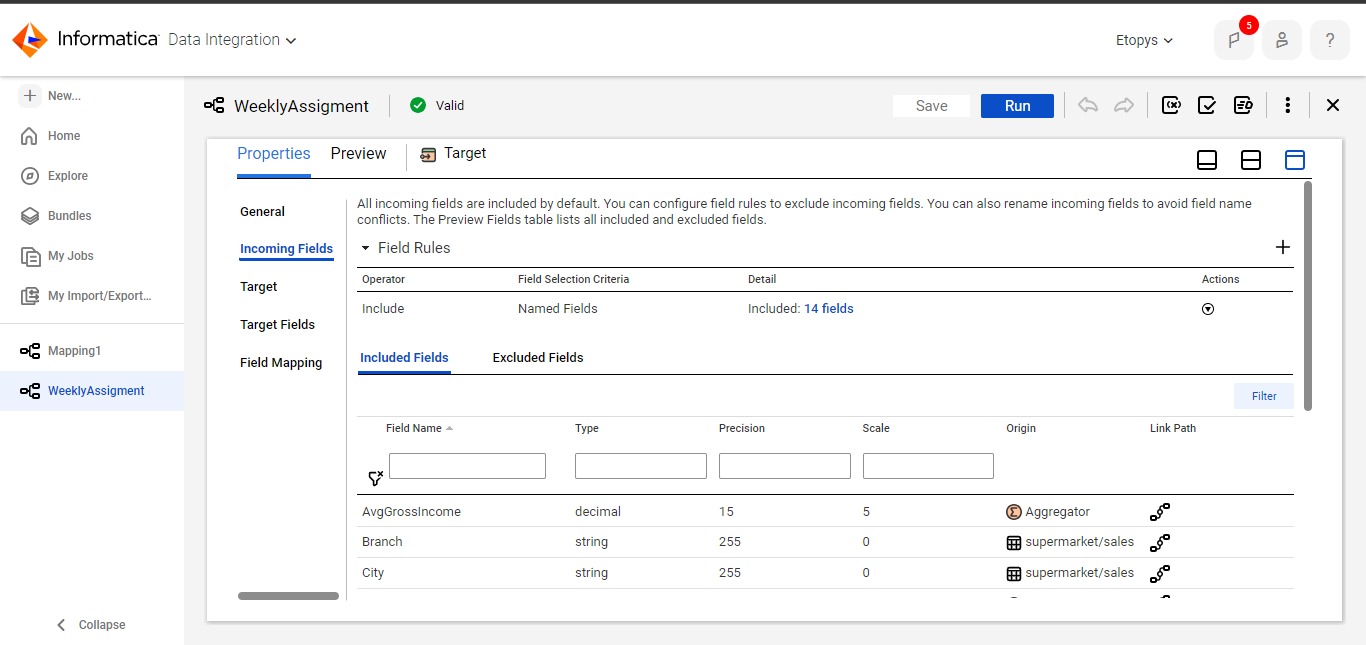 Informatica Data Integration
Etopys
5
?
New...
Home
Explore
Bundles
My Jobs
My Import/Export...
Mapping1
WeeklyAssigment
Collapse
WeeklyAssigment
Valid
Save
Run
Properties
Preview
Target
General
Incoming Fields
Target
Target Fields
Field Mapping
All incoming fields are included by default. You can configure field rules to exclude incoming fields. You can also rename incoming fields to avoid field name
conflicts. The Preview Fields table lists all included and excluded fields.
Field Rules
Operator Field Selection Criteria Detail Actions
Include Named Fields Included: 14 fields
Included Fields Excluded Fields
Filter
Field Name Type Precision Scale Origin Link Path
AvgGrossIncome decimal 15 5 Aggregator
Branch string 255 0 supermarket/sales
City string 255 0 supermarket/sales